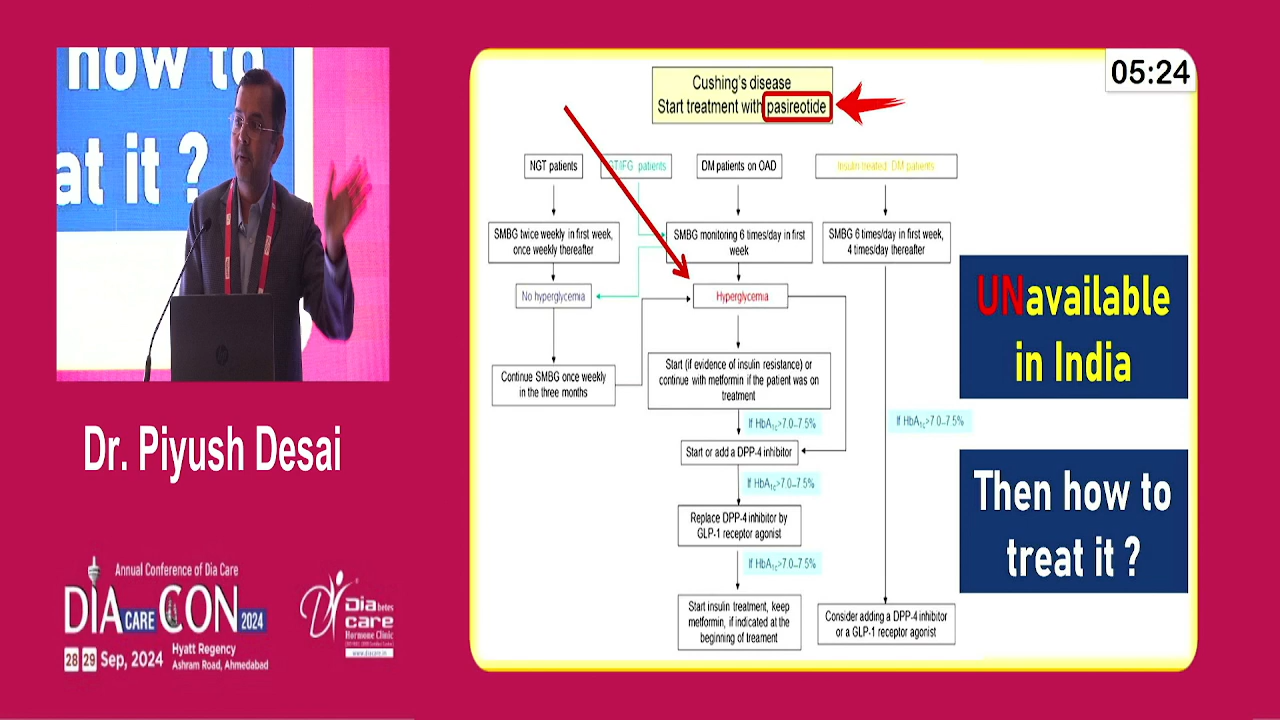 how to
at it ?
Dr. Piyush Desai
Annual Conference of Dia Care
DIA CARE CON 2024
28 29 Sep, 2024
Hyatt Regency
Ashram Road, Ahmedabad
Diabetes
care
Hormone Clinic
www.diacare.in
05:24
Cushing's disease
Start treatment with pasireotide
NGT patients
T/IFG patients
DM patients on OAD
Insulin treated DM patients
SMBG twice weekly in first week,
once weekly thereafter
SMBG monitoring 6 times/day in first
week
SMBG 6 times/day in first week,
4 times/day thereafter
No hyperglycemia
Hyperglycemia
Continue SMBG once weekly
in the three months
Start (if evidence of insulin resistance) or
continue with metformin if the patient was on
treatment
If HbA1c>7.0–7.5%
If HbA1c>7.0–7.5%
Start or add a DPP-4 inhibitor
If HbA1c>7.0–7.5%
Replace DPP-4 inhibitor by
GLP-1 receptor agonist
If HbA1c>7.0–7.5%
Start insulin treatment, keep
metformin, if indicated at the
beginning of treament
Consider adding a DPP-4 inhibitor
or a GLP-1 receptor agonist
UNavailable
in India
Then how to
treat it ?